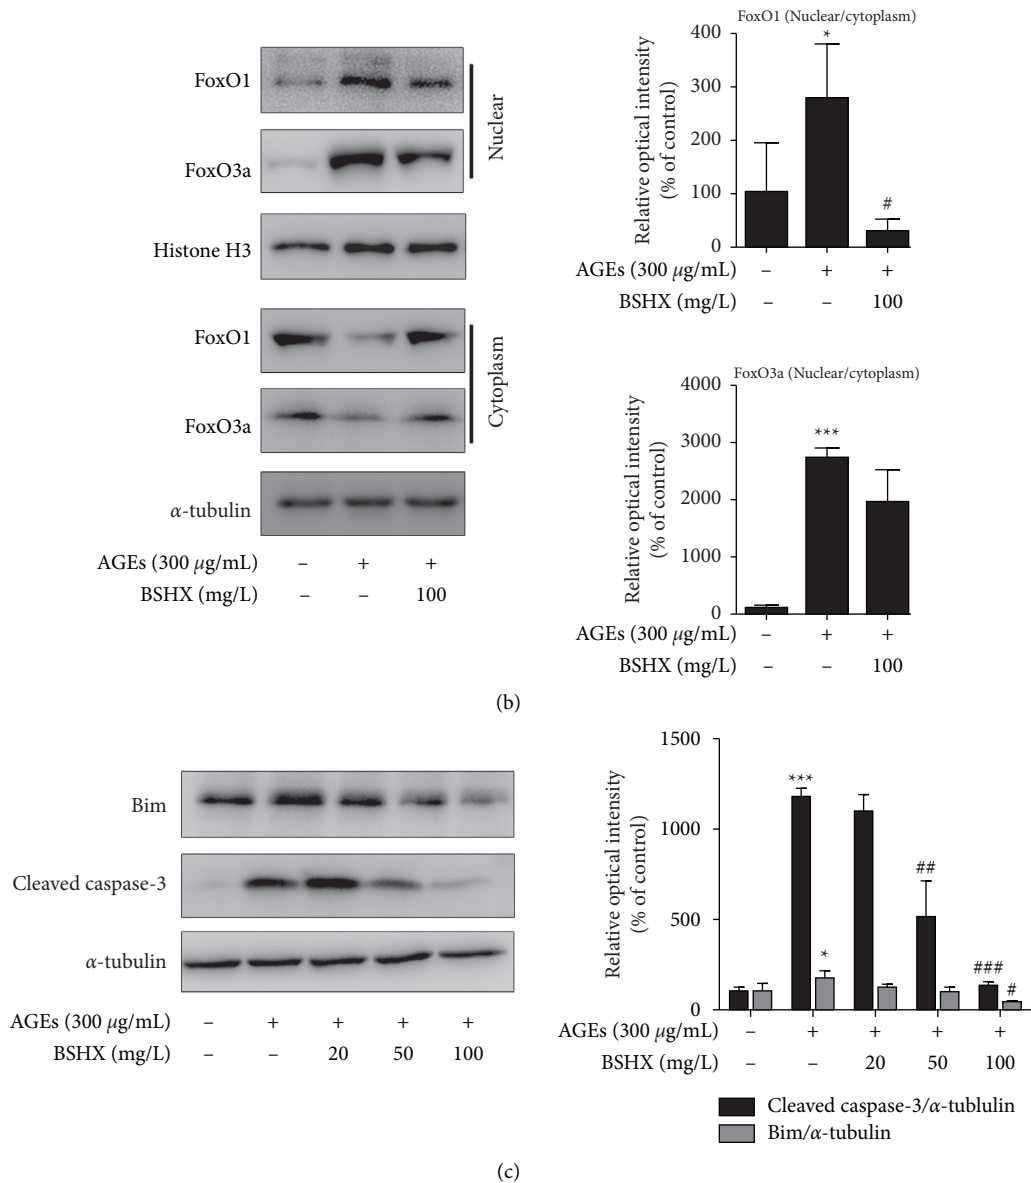 FoxO1
FoxO3a
Nuclear
Histone H3
FoxO1
FoxO3a
Cytoplasm
α-tubulin
AGEs (300 μg/mL) – + +
BSHX (mg/L) – – 100
FoxO1 (Nuclear/cytoplasm)
Relative optical intensity
(% of control)
400
300
200
100
0
*
#
AGEs (300 μg/mL) – + +
BSHX (mg/L) – – 100
FoxO3a (Nuclear/cytoplasm)
Relative optical intensity
(% of control)
4000
3000
2000
1000
0
***
AGEs (300 μg/mL) – + +
BSHX (mg/L) – – 100
(b)
Bim
Cleaved caspase-3
α-tubulin
AGEs (300 μg/mL) – + + + +
BSHX (mg/L) – – 20 50 100
Relative optical intensity
(% of control)
1500
1000
500
0
***
*
##
###
#
AGEs (300 μg/mL) – + + + +
BSHX (mg/L) – – 20 50 100
Cleaved caspase-3/α-tublulin
Bim/α-tubulin
(c)